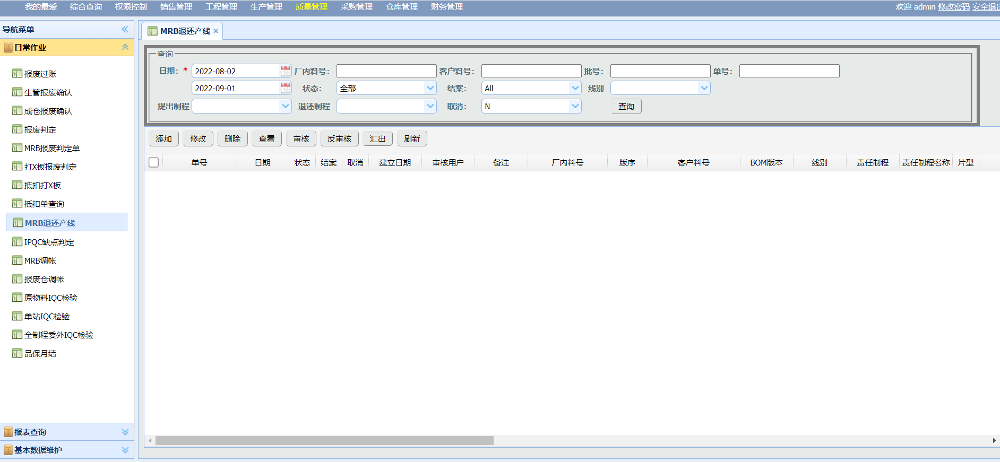 我的最爱 综合查询 权限控制 销售管理 工程管理 生产管理 质量管理 采购管理 仓库管理 财务管理 欢迎 admin 修改密码 安全退出
导航菜单
日常作业
报废过账
生管报废确认
成仓报废确认
报废判定
MRB报废判定单
打X板报废判定
抵扣打X板
抵扣单查询
MRB退还产线
IPQC缺点判定
MRB调帐
报废仓调帐
原物料IQC检验
单站IQC检验
全制程委外IQC检验
品保月结
报表查询
基本数据维护
MRB退还产线 ×
查询
日期： * 2022-08-02 厂内料号： 客户料号： 批号： 单号：
2022-09-01 状态： 全部 结案： All 线别
提出制程 退还制程 取消： N 查询
添加 修改 删除 查看 审核 反审核 汇出 刷新
单号 日期 状态 结案 取消 建立日期 审核用户 备注 厂内料号 版序 客户料号 BOM版本 线别 责任制程 责任制程名称 片型